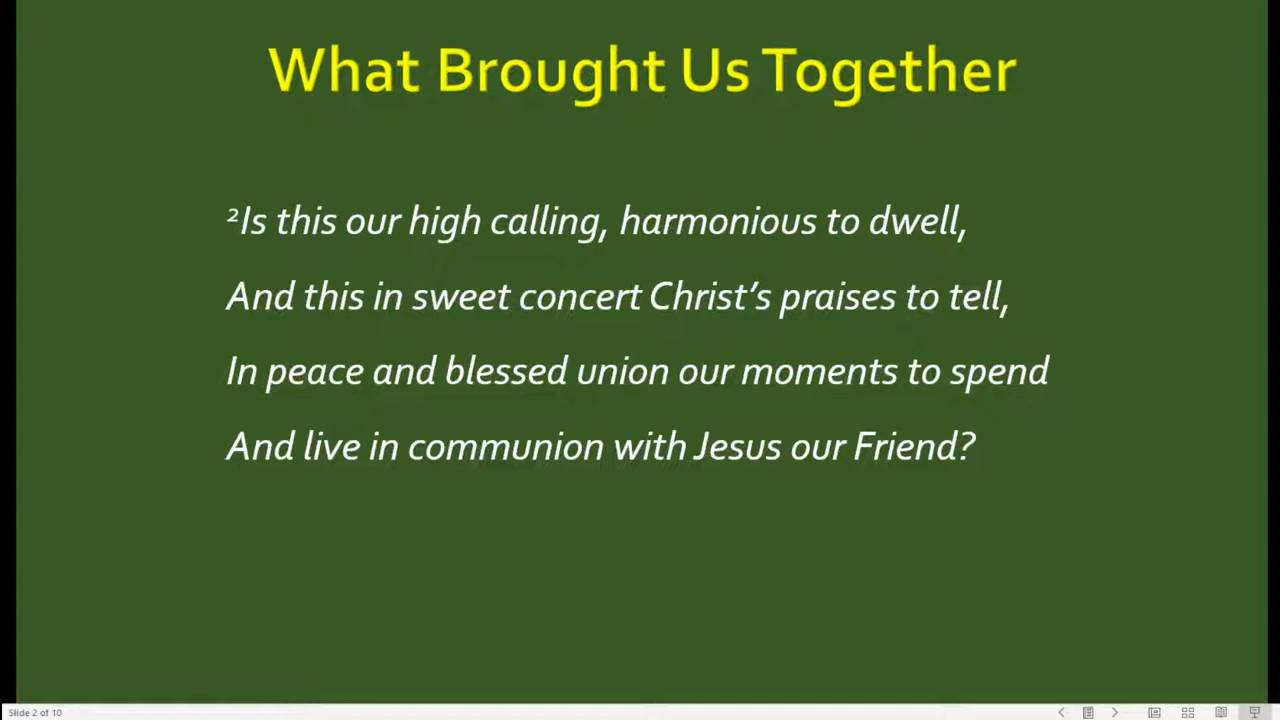 What Brought Us Together
²Is this our high calling, harmonious to dwell,
And this in sweet concert Christ's praises to tell,
In peace and blessed union our moments to spend
And live in communion with Jesus our Friend?
Slide 2 of 10